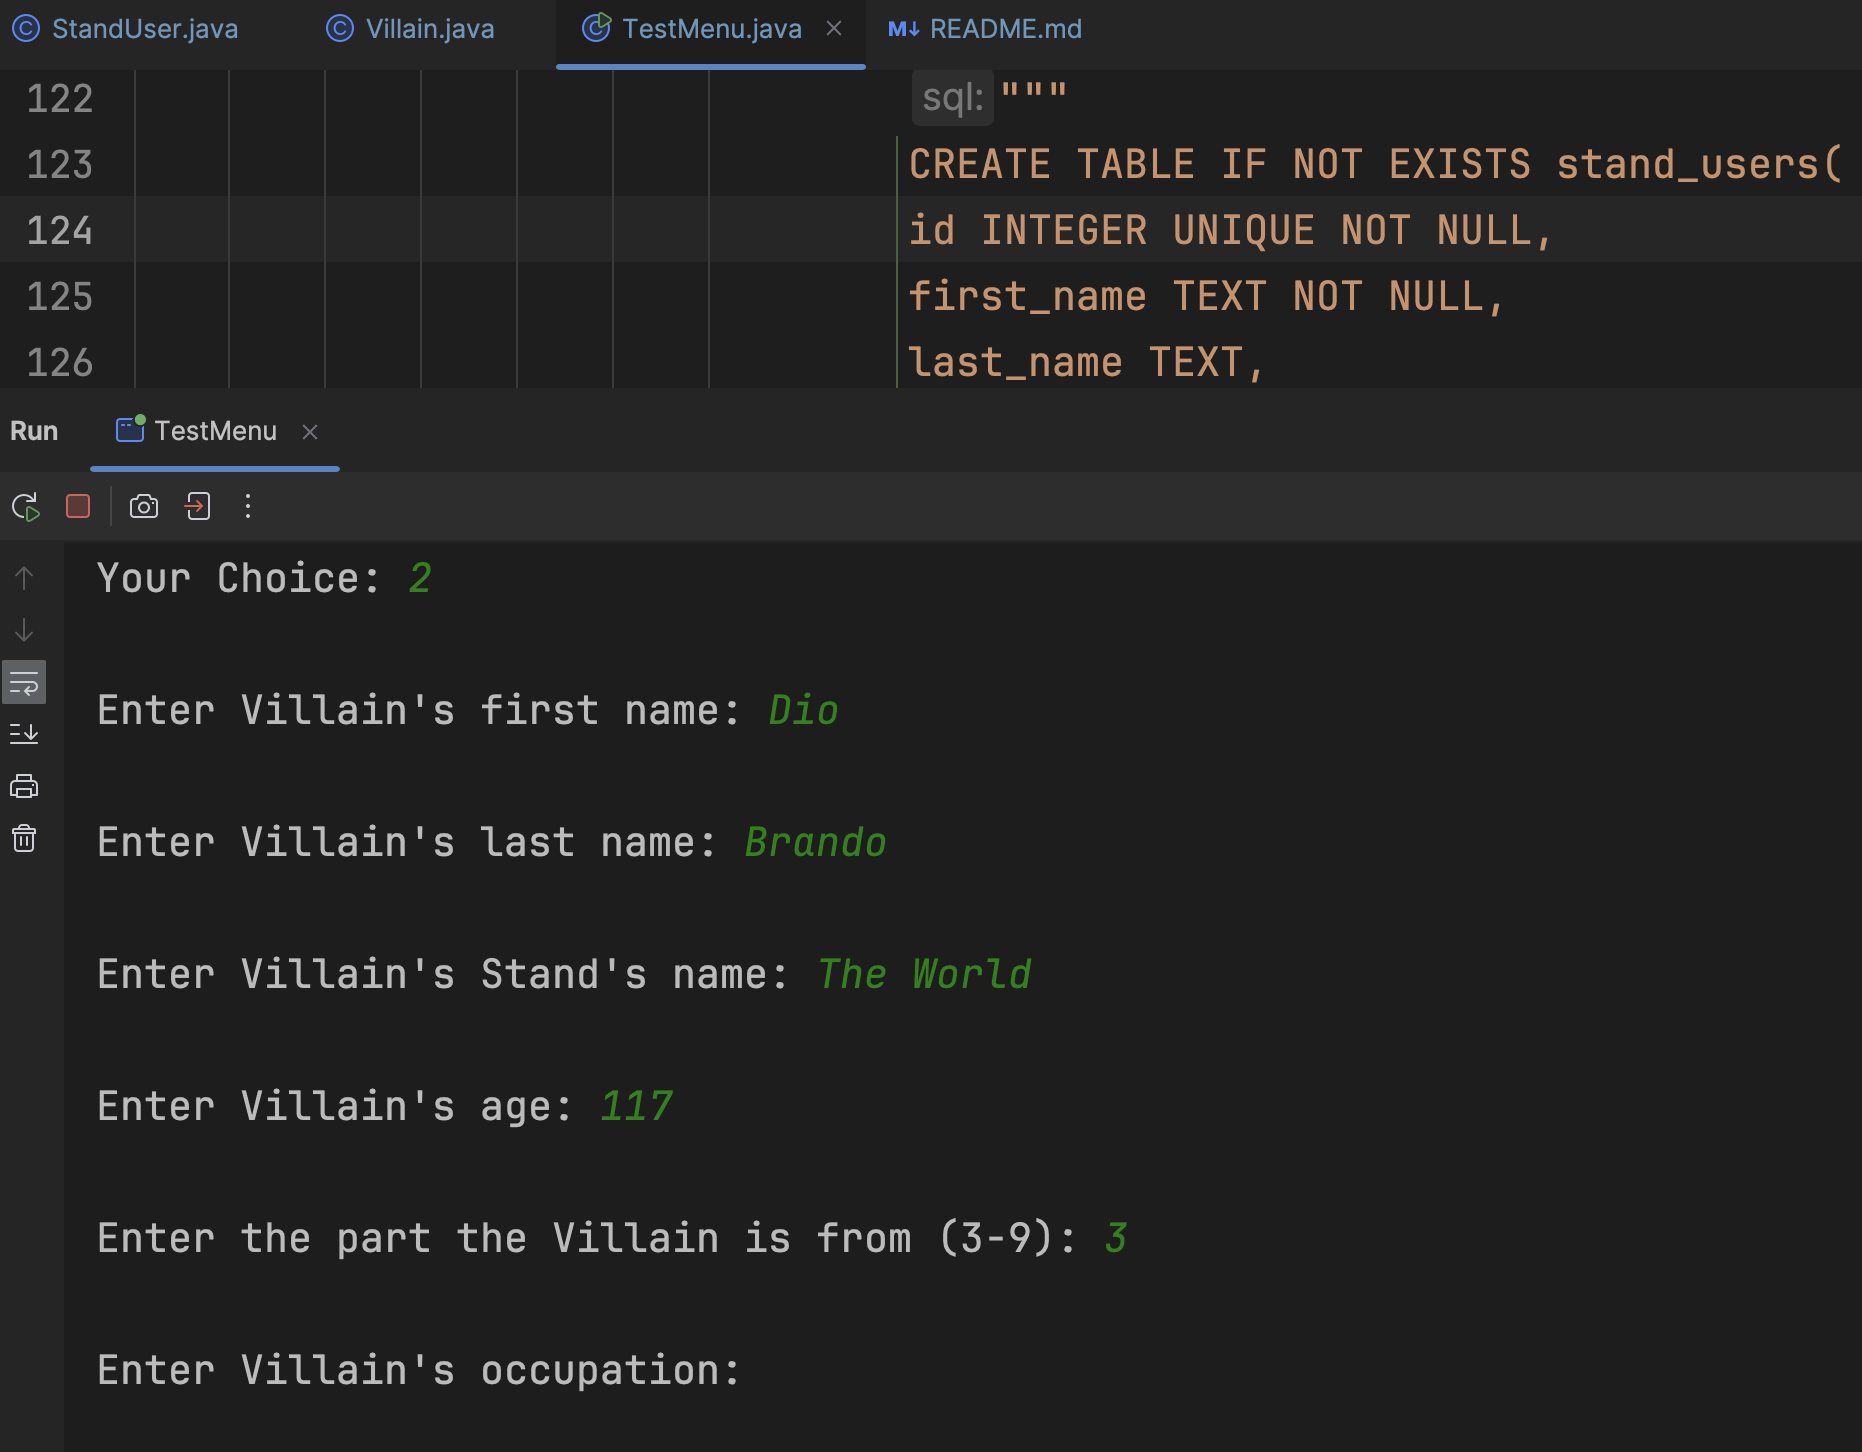 StandUser.java Villain.java TestMenu.java README.md
122 sql: """
123 CREATE TABLE IF NOT EXISTS stand_users(
124 id INTEGER UNIQUE NOT NULL,
125 first_name TEXT NOT NULL,
126 last_name TEXT,
Run TestMenu
Your Choice: 2
Enter Villain's first name: Dio
Enter Villain's last name: Brando
Enter Villain's Stand's name: The World
Enter Villain's age: 117
Enter the part the Villain is from (3-9): 3
Enter Villain's occupation: